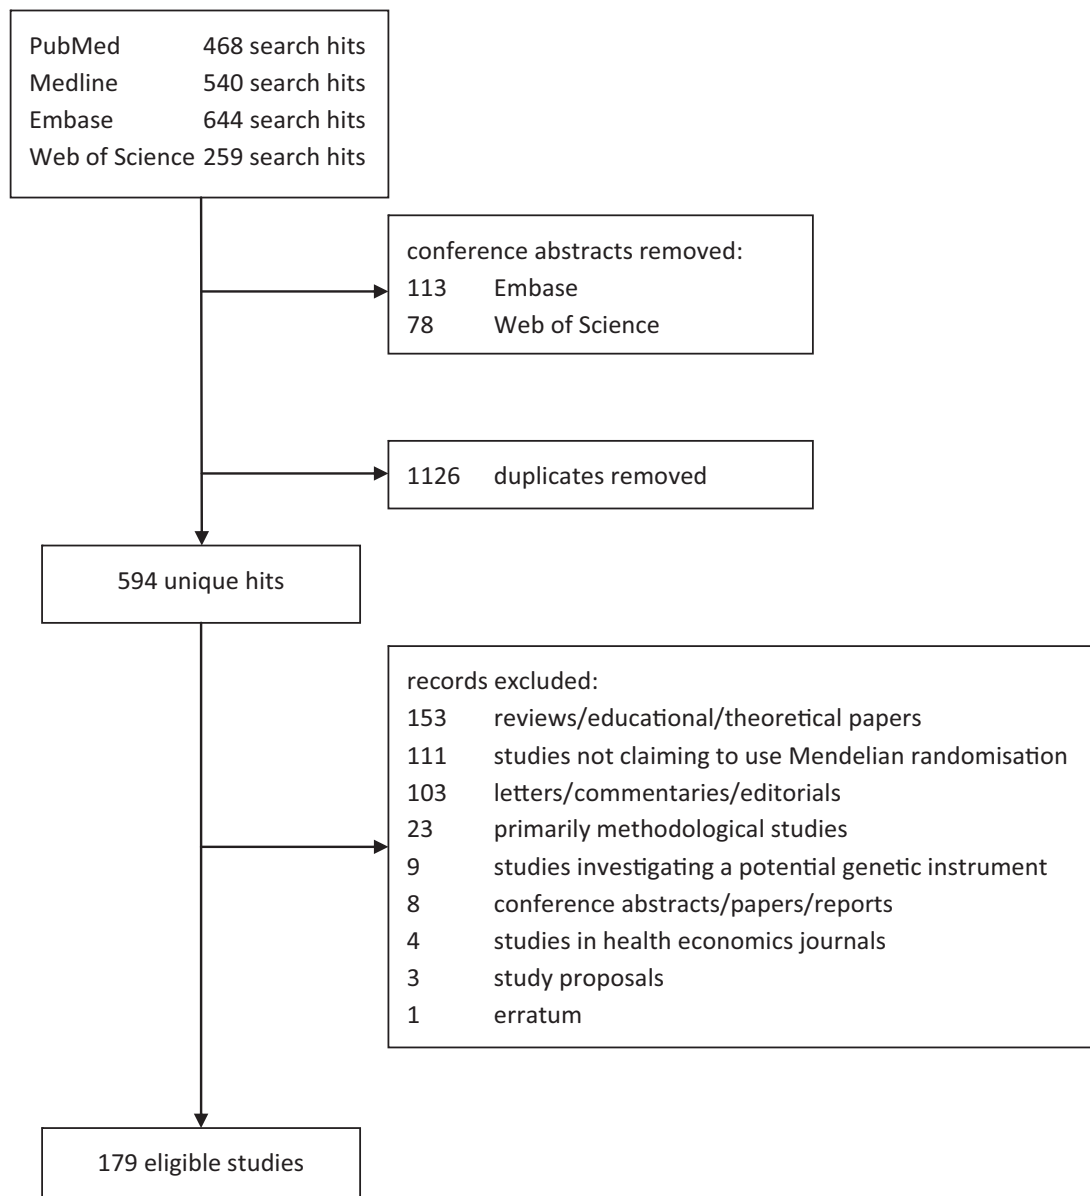 PubMed 468 search hits
Medline 540 search hits
Embase 644 search hits
Web of Science 259 search hits
conference abstracts removed:
113 Embase
78 Web of Science
1126 duplicates removed
594 unique hits
records excluded:
153 reviews/educational/theoretical papers
111 studies not claiming to use Mendelian randomisation
103 letters/commentaries/editorials
23 primarily methodological studies
9 studies investigating a potential genetic instrument
8 conference abstracts/papers/reports
4 studies in health economics journals
3 study proposals
1 erratum
179 eligible studies